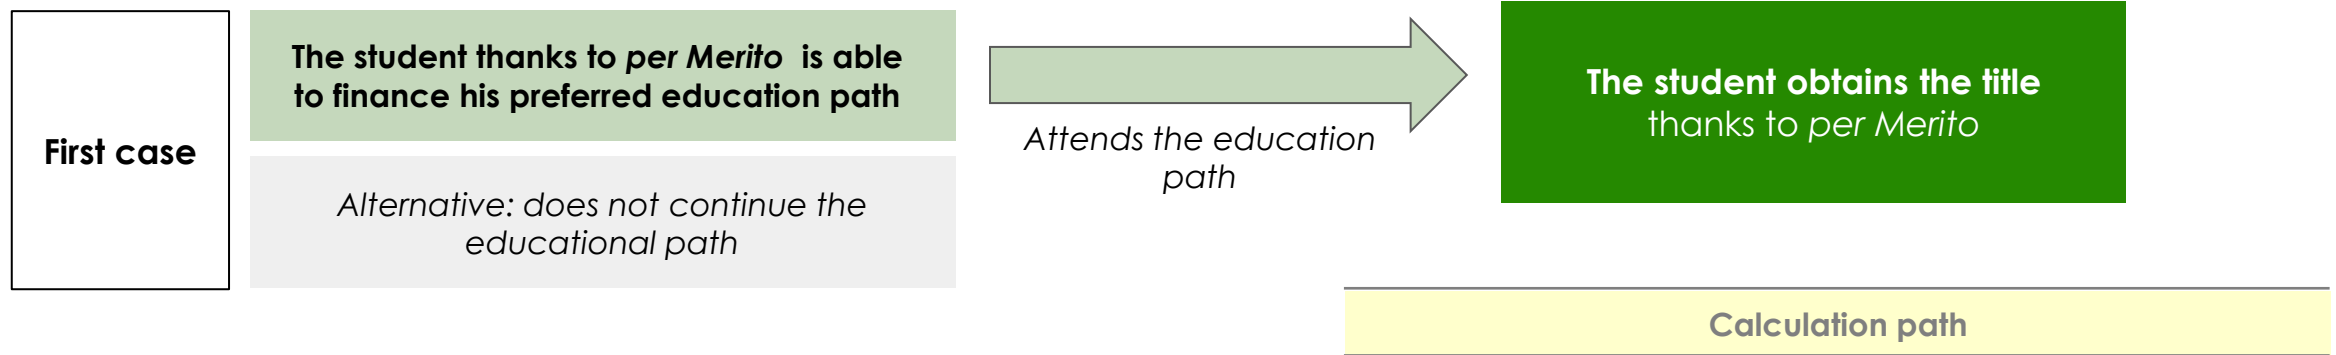 First case
The student thanks to per Merito is able
to finance his preferred education path
Alternative: does not continue the
educational path
Attends the education
path
The student obtains the title
thanks to per Merito
Calculation path